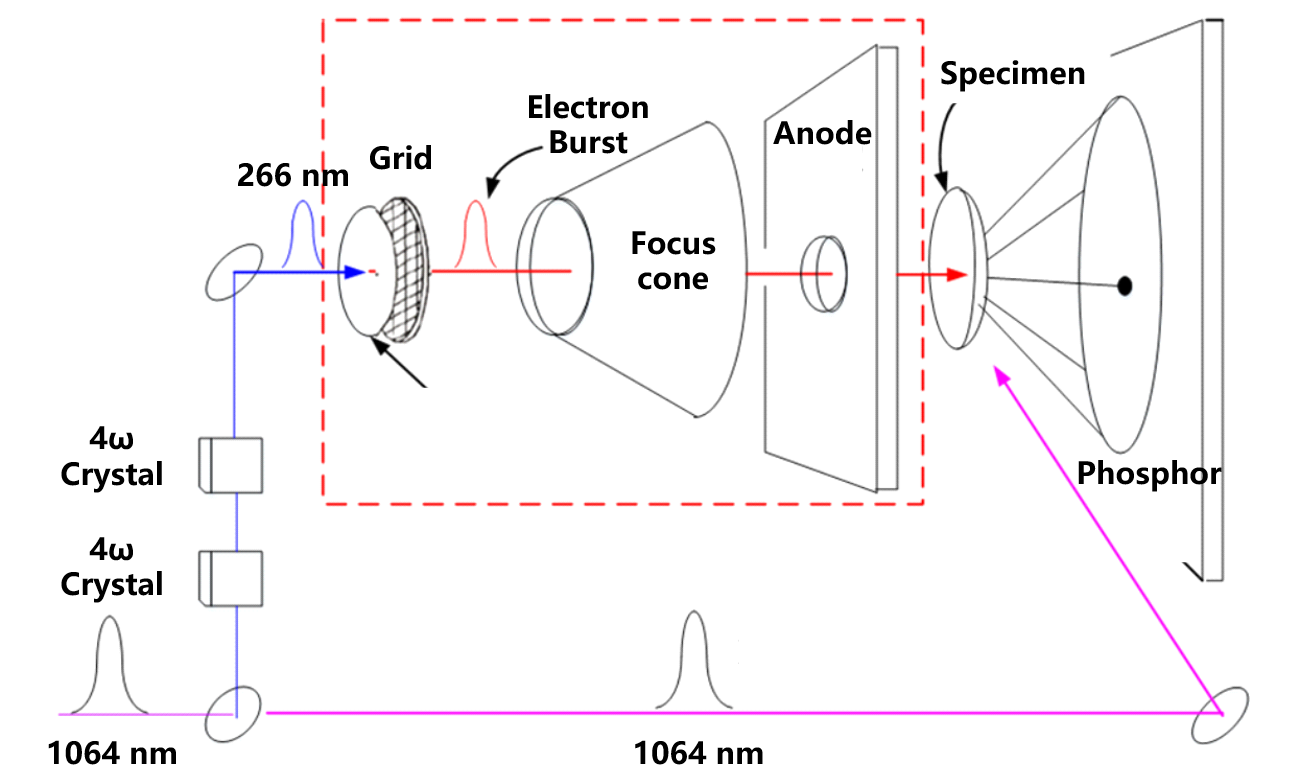 Specimen
Electron
Burst
Anode
Grid
266 nm
Focus
cone
4ω
Crystal
Phosphor
4ω
Crystal
1064 nm
1064 nm